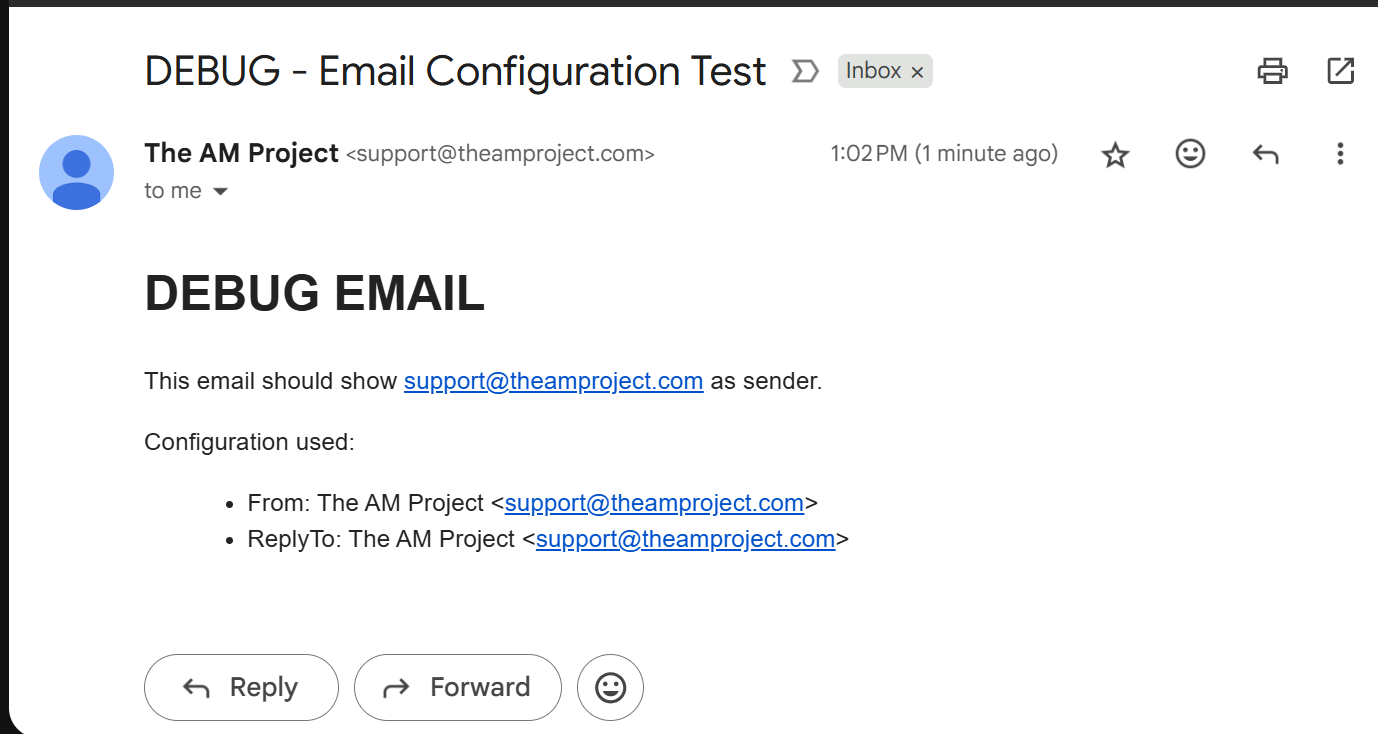 DEBUG - Email Configuration Test Inbox ×
The AM Project <support@theamproject.com> 1:02 PM (1 minute ago)
to me
DEBUG EMAIL
This email should show support@theamproject.com as sender.
Configuration used:
• From: The AM Project <support@theamproject.com>
• ReplyTo: The AM Project <support@theamproject.com>
Reply Forward